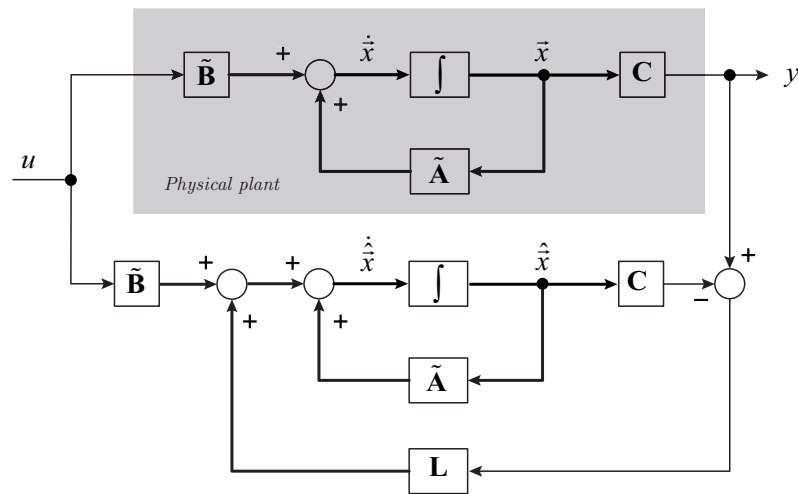 + ẋ⃗ x⃗
B̃ ∫ C y
+
u Ã
Physical plant
+ + ẋ̂⃗ x̂⃗ +
B̃ ∫ C
−
+ +
Ã
L